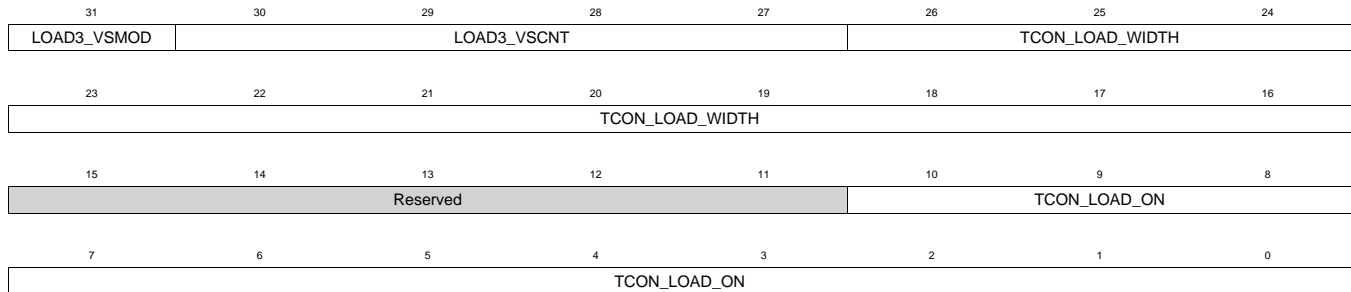 31 30 29 28 27 26 25 24
LOAD3_VSMOD LOAD3_VSCNT TCON_LOAD_WIDTH
23 22 21 20 19 18 17 16
TCON_LOAD_WIDTH
15 14 13 12 11 10 9 8
Reserved TCON_LOAD_ON
7 6 5 4 3 2 1 0
TCON_LOAD_ON